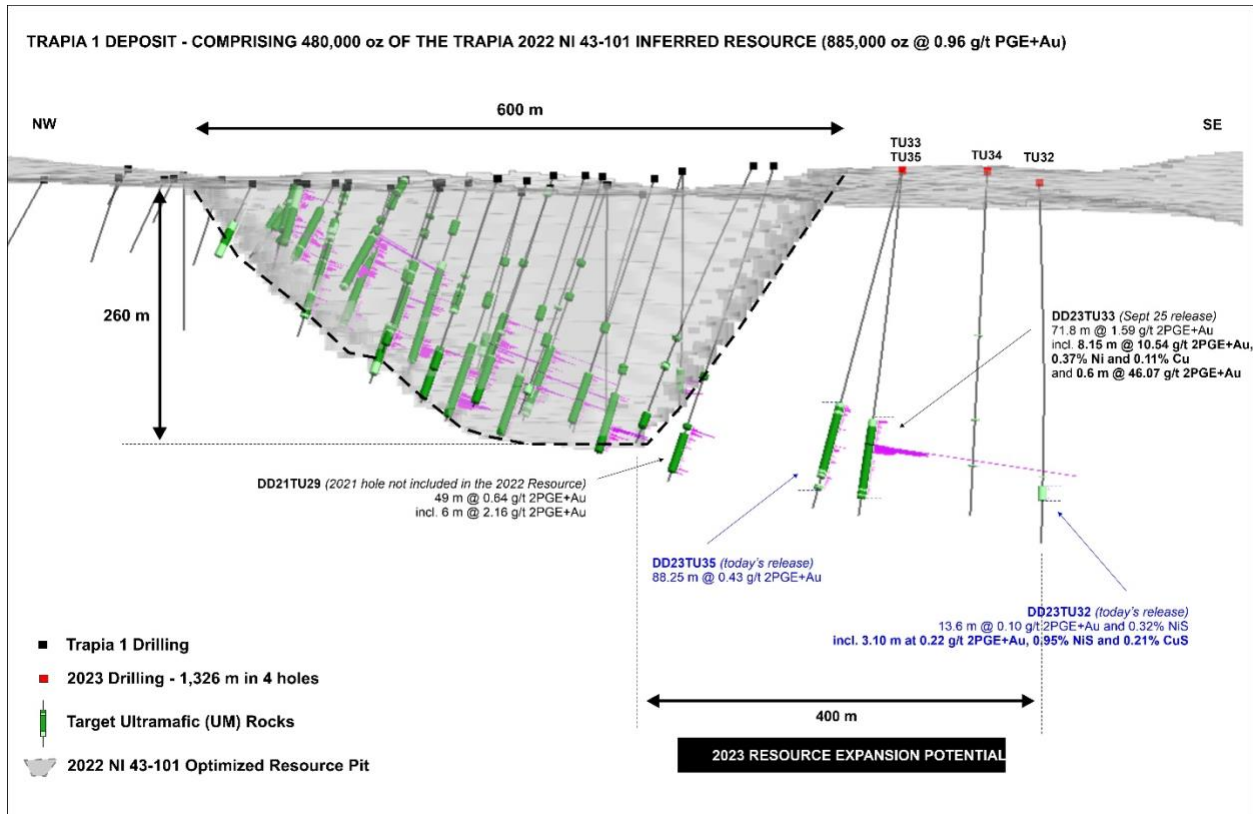 TRAPIA 1 DEPOSIT - COMPRISING 480,000 oz OF THE TRAPIA 2022 NI 43-101 INFERRED RESOURCE (885,000 oz @ 0.96 g/t PGE+Au)
600 m
NW
SE
TU33
TU35
TU34
TU32
260 m
DD23TU33 (Sept 25 release)
71.8 m @ 1.59 g/t 2PGE+Au
incl. 8.15 m @ 10.54 g/t 2PGE+Au,
0.37% Ni and 0.11% Cu
and 0.6 m @ 46.07 g/t 2PGE+Au
DD21TU29 (2021 hole not included in the 2022 Resource)
49 m @ 0.64 g/t 2PGE+Au
incl. 6 m @ 2.16 g/t 2PGE+Au
DD23TU35 (today's release)
88.25 m @ 0.43 g/t 2PGE+Au
DD23TU32 (today's release)
13.6 m @ 0.10 g/t 2PGE+Au and 0.32% NiS
incl. 3.10 m at 0.22 g/t 2PGE+Au, 0.95% NiS and 0.21% CuS
Trapia 1 Drilling
2023 Drilling - 1,326 m in 4 holes
Target Ultramafic (UM) Rocks
2022 NI 43-101 Optimized Resource Pit
400 m
2023 RESOURCE EXPANSION POTENTIAL